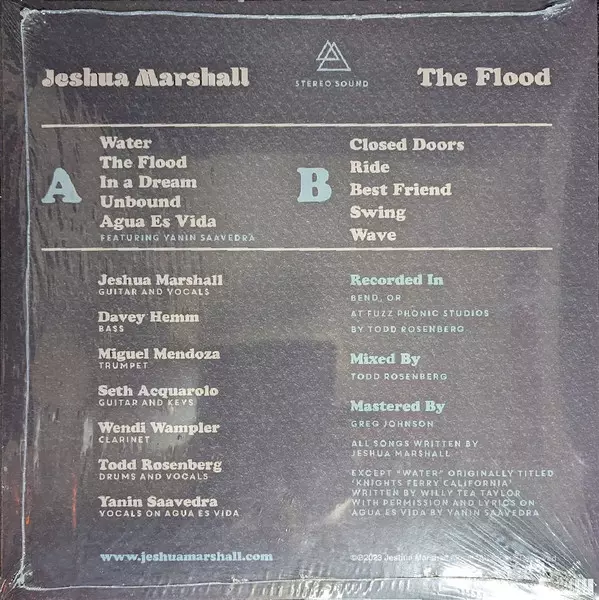 Jeshua Marshall
STEREO SOUND
The Flood
A
Water
The Flood
In a Dream
Unbound
Agua Es Vida
FEATURING YANIN SAAVEDRA
B
Closed Doors
Ride
Best Friend
Swing
Wave
Jeshua Marshall
GUITAR AND VOCALS
Davey Hemm
BASS
Miguel Mendoza
TRUMPET
Seth Acquarolo
GUITAR AND KEYS
Wendi Wampler
CLARINET
Todd Rosenberg
DRUMS AND VOCALS
Yanin Saavedra
VOCALS ON AGUA ES VIDA
Recorded In
BEND, OR
AT FUZZ PHONIC STUDIOS
BY TODD ROSENBERG
Mixed By
TODD ROSENBERG
Mastered By
GREG JOHNSON
ALL SONGS WRITTEN BY
JESHUA MARSHALL
EXCEPT "WATER" ORIGINALLY TITLED
'KNIGHTS FERRY CALIFORNIA'
WRITTEN BY WILLY TEA TAYLOR
WITH PERMISSION AND LYRICS ON
AGUA ES VIDA BY YANIN SAAVEDRA
www.jeshuamarshall.com
©2023 Jeshua Marshall